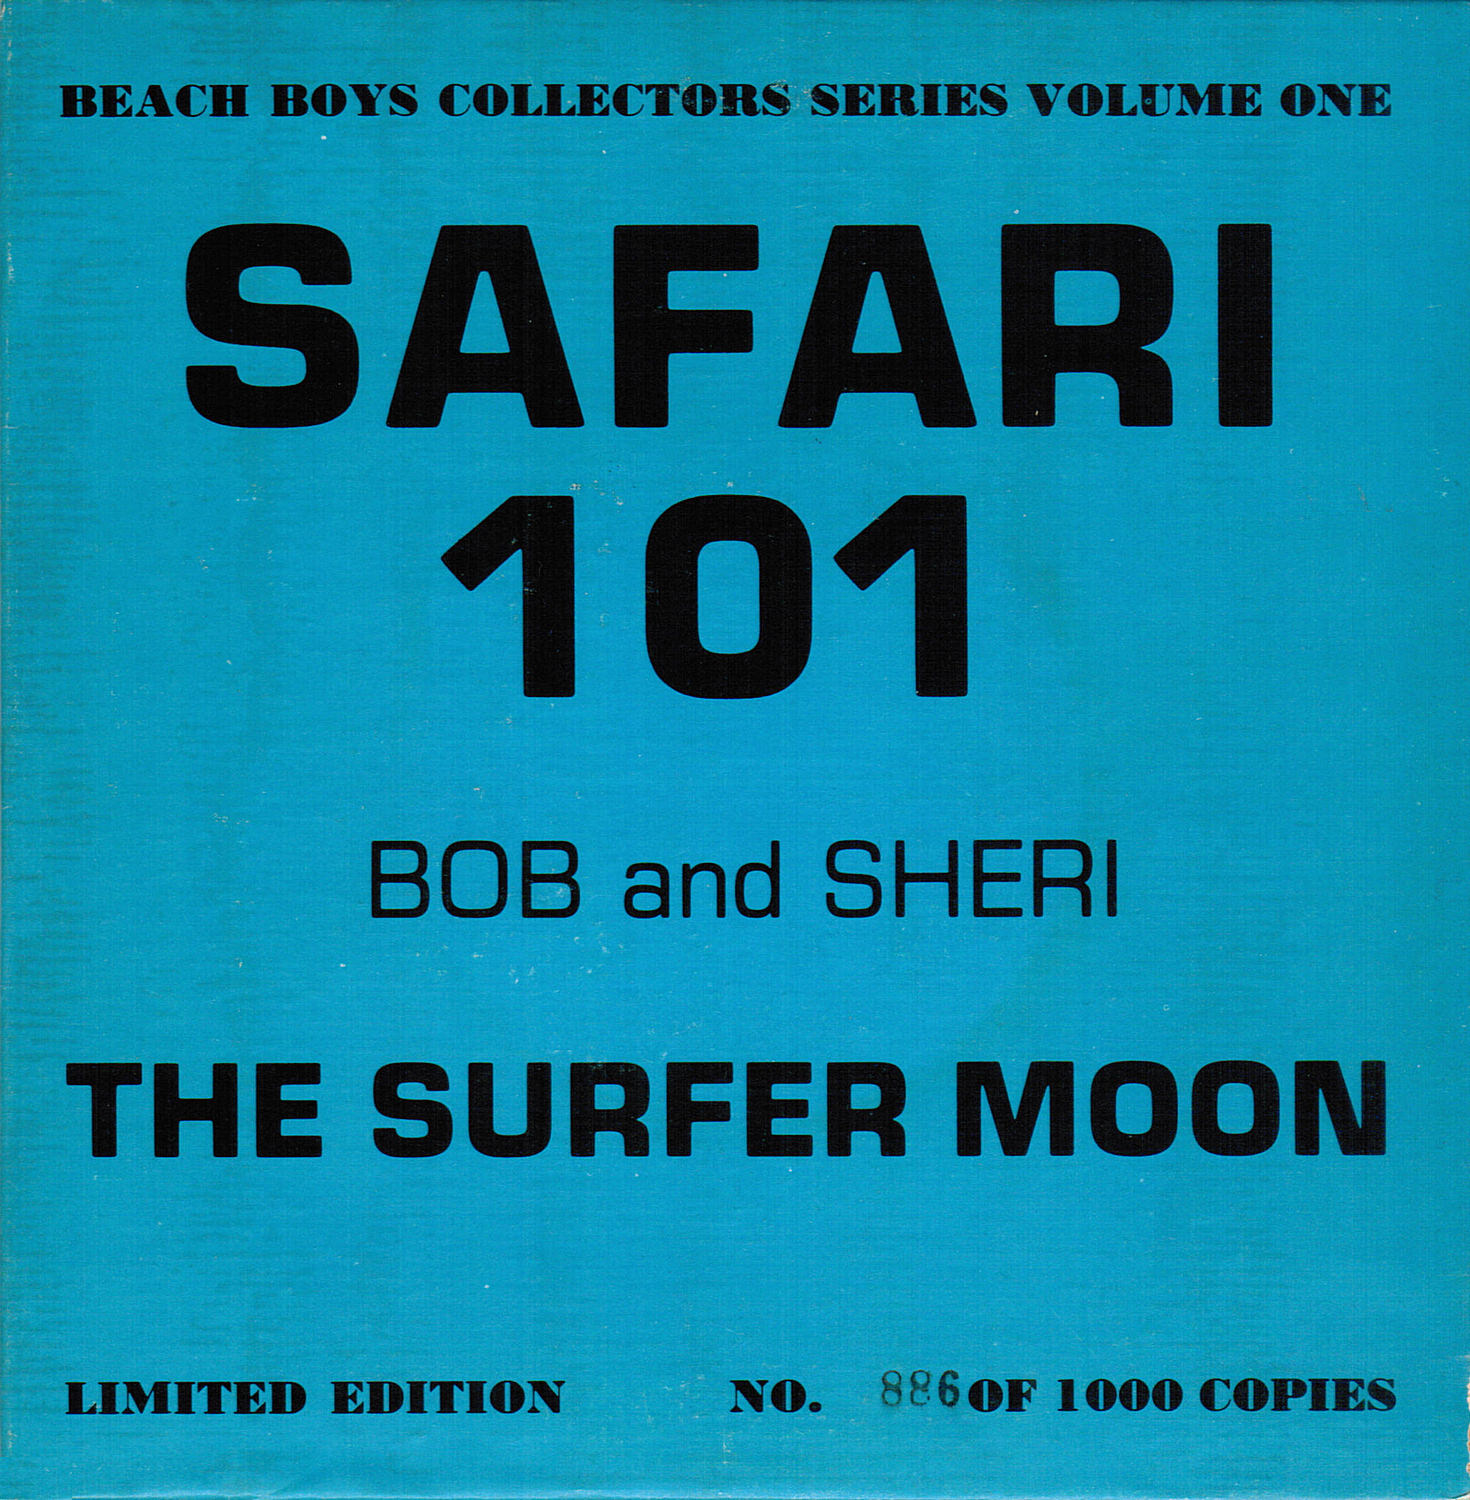 BEACH BOYS COLLECTORS SERIES VOLUME ONE
SAFARI
101
BOB and SHERI
THE SURFER MOON
LIMITED EDITION NO. 886 OF 1000 COPIES